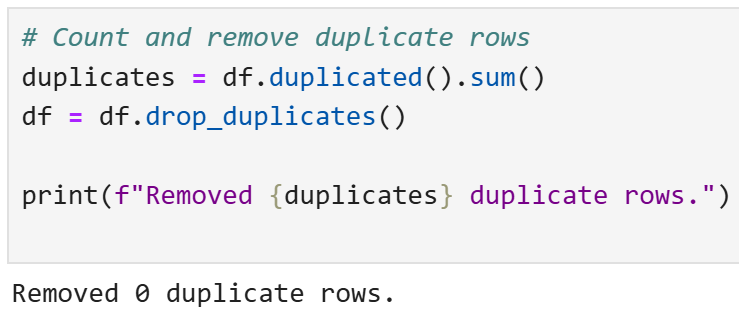 # Count and remove duplicate rows
duplicates = df.duplicated().sum()
df = df.drop_duplicates()
print(f"Removed {duplicates} duplicate rows.")
Removed 0 duplicate rows.